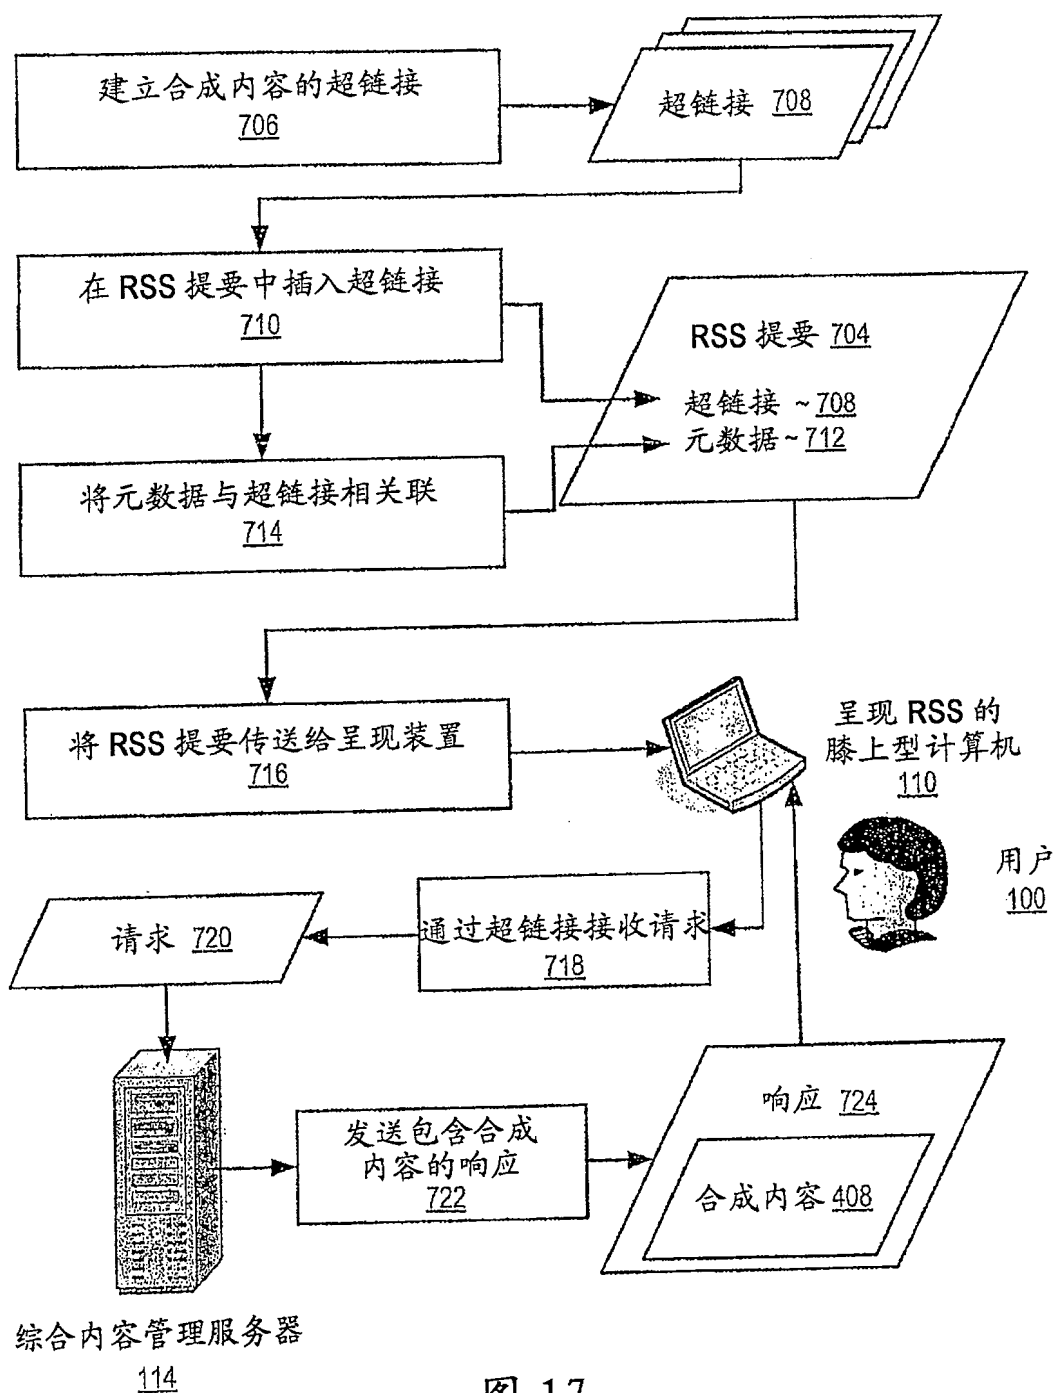 建立合成内容的超链接
706
超链接 708
在 RSS 提要中插入超链接
710
RSS 提要 704
超链接 ~708
元数据~712
将元数据与超链接相关联
714
将 RSS 提要传送给呈现装置
716
呈现 RSS 的
膝上型计算机
110
用户
100
通过超链接接收请求
718
请求 720
发送包含合成
内容的响应
722
响应 724
合成内容 408
综合内容管理服务器
114
图 17